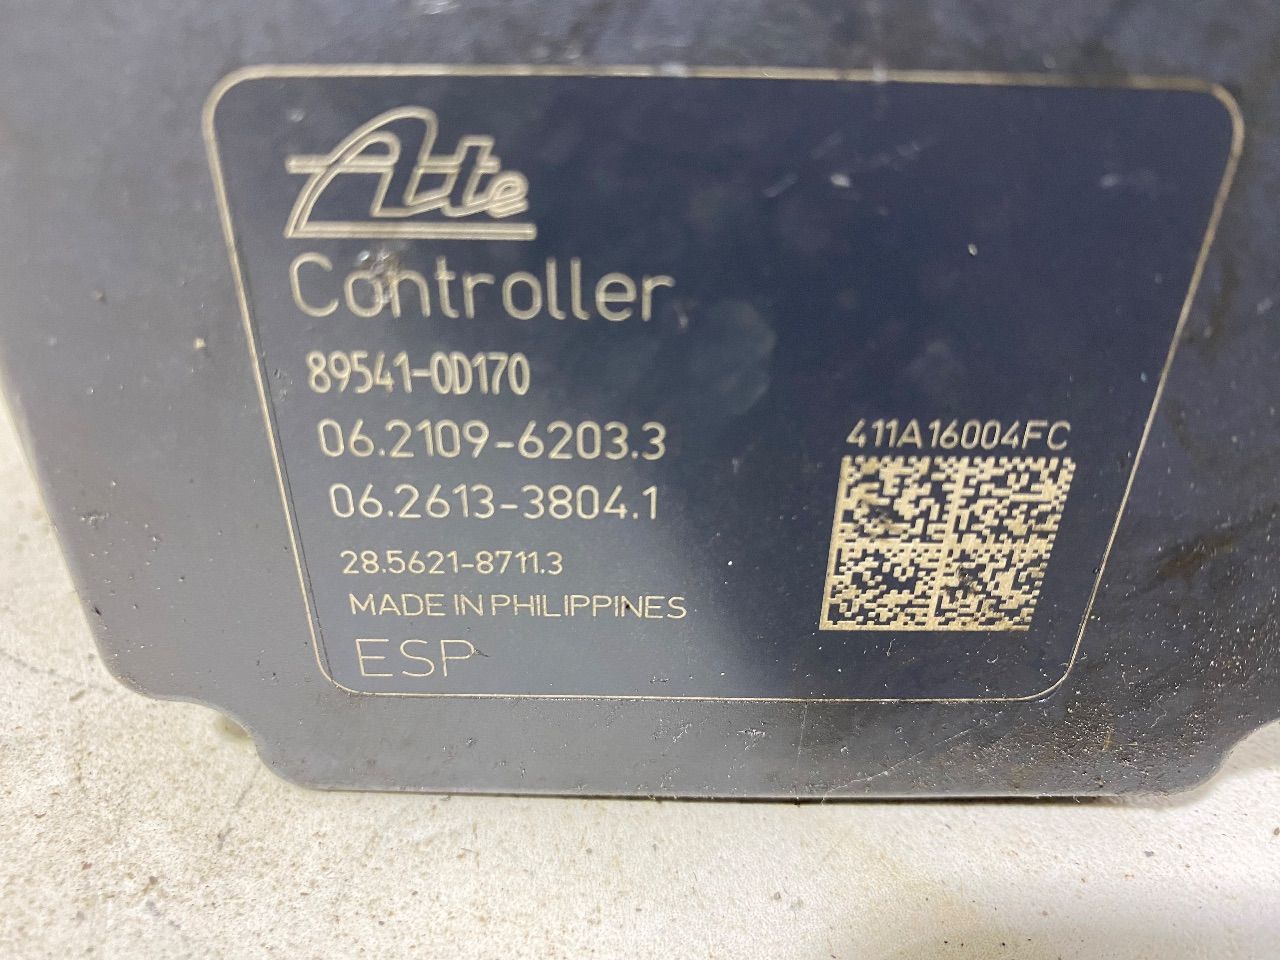 Ate
Controller
89541-0D170
06.2109-6203.3
411A16004FC
06.2613-3804.1
28.5621-8711.3
MADE IN PHILIPPINES
ESP